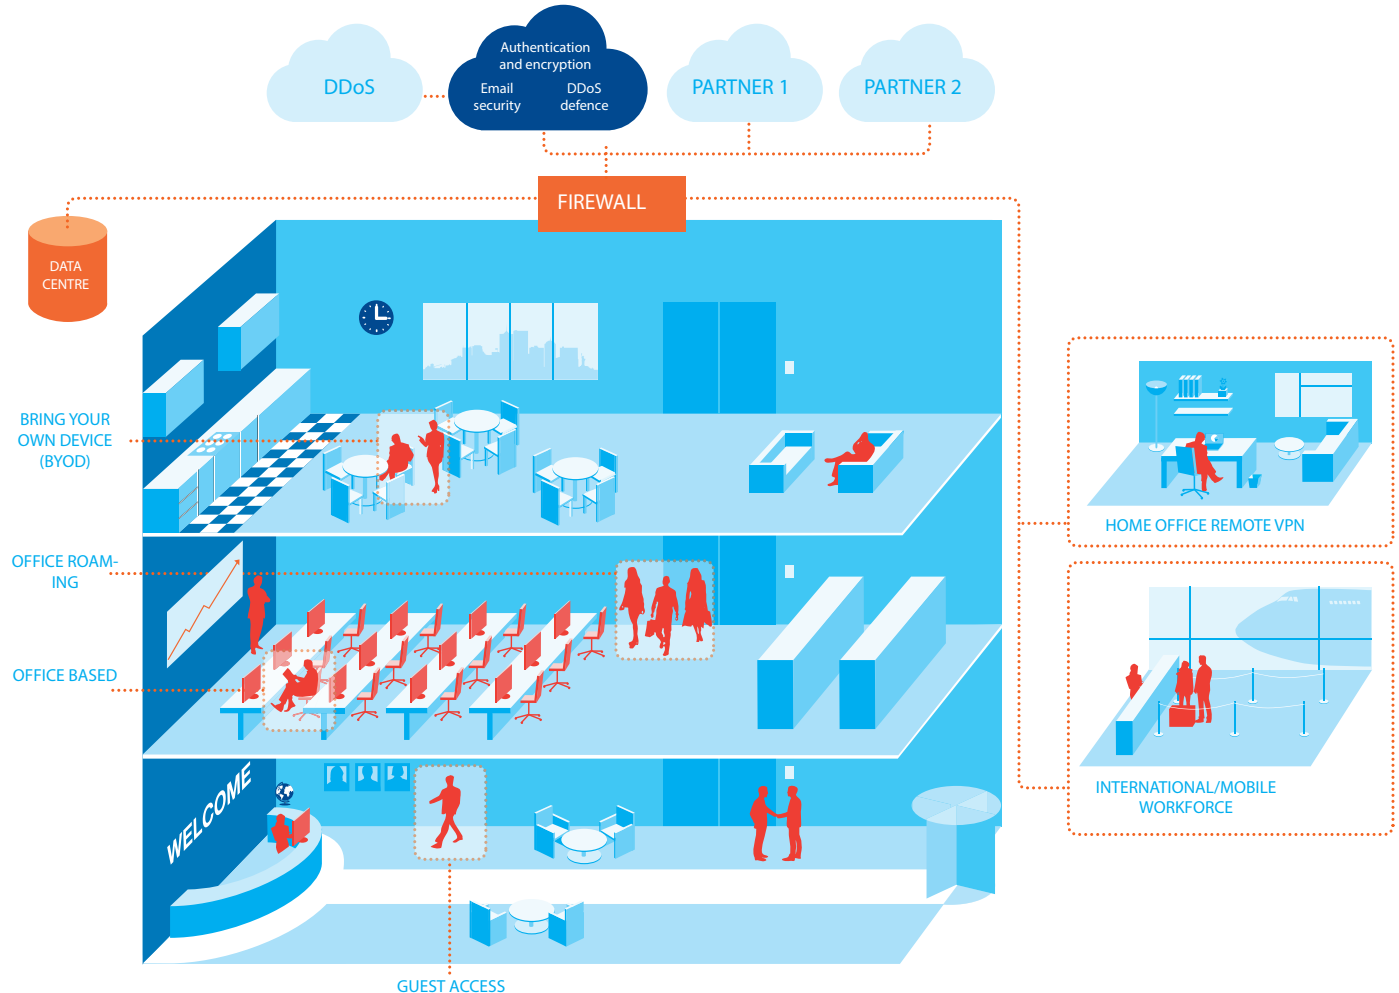 DDoS
Authentication
and encryption
Email
security
DDoS
defence
PARTNER 1
PARTNER 2
FIREWALL
DATA
CENTRE
BRING YOUR
OWN DEVICE
(BYOD)
OFFICE ROAM-
ING
OFFICE BASED
WELCOME
GUEST ACCESS
HOME OFFICE REMOTE VPN
INTERNATIONAL/MOBILE
WORKFORCE